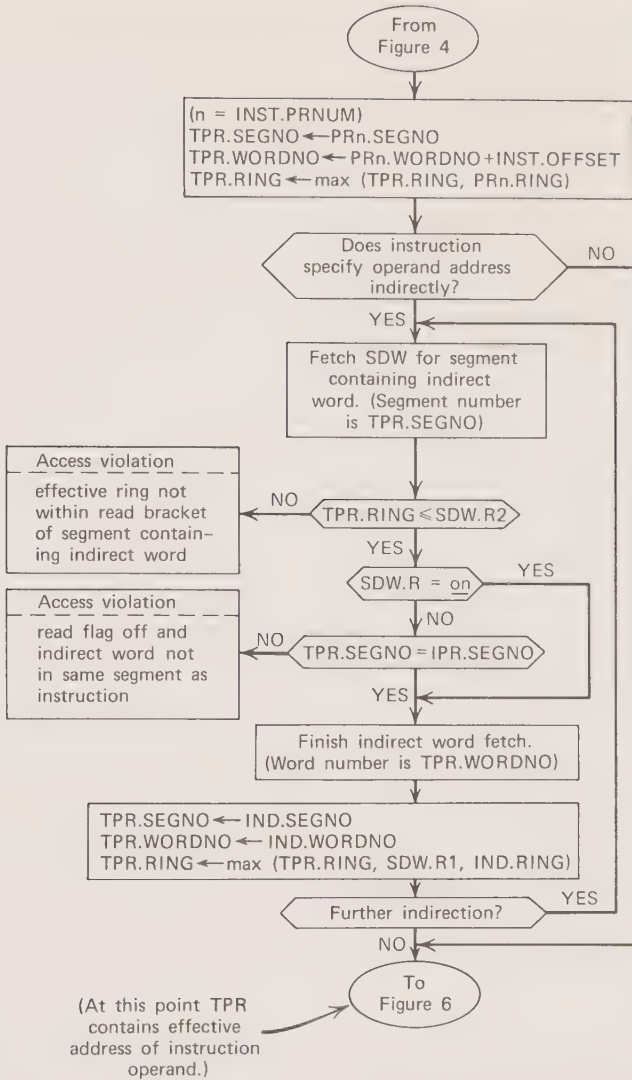 From
Figure 4
(n = INST.PRNUM)
TPR.SEGNO←PRn.SEGNO
TPR.WORDNO←PRn.WORDNO+INST.OFFSET
TPR.RING←max (TPR.RING, PRn.RING)
Does instruction
specify operand address
indirectly?
NO
YES
Fetch SDW for segment
containing indirect
word. (Segment number
is TPR.SEGNO)
Access violation
effective ring not
within read bracket
of segment contain-
ing indirect word
NO
TPR.RING≤SDW.R2
YES
SDW.R = on
YES
NO
Access violation
read flag off and
indirect word not
in same segment as
instruction
NO
TPR.SEGNO=IPR.SEGNO
YES
Finish indirect word fetch.
(Word number is TPR.WORDNO)
TPR.SEGNO←IND.SEGNO
TPR.WORDNO←IND.WORDNO
TPR.RING←max (TPR.RING, SDW.R1, IND.RING)
Further indirection?
YES
NO
To
Figure 6
(At this point TPR
contains effective
address of instruction
operand.)